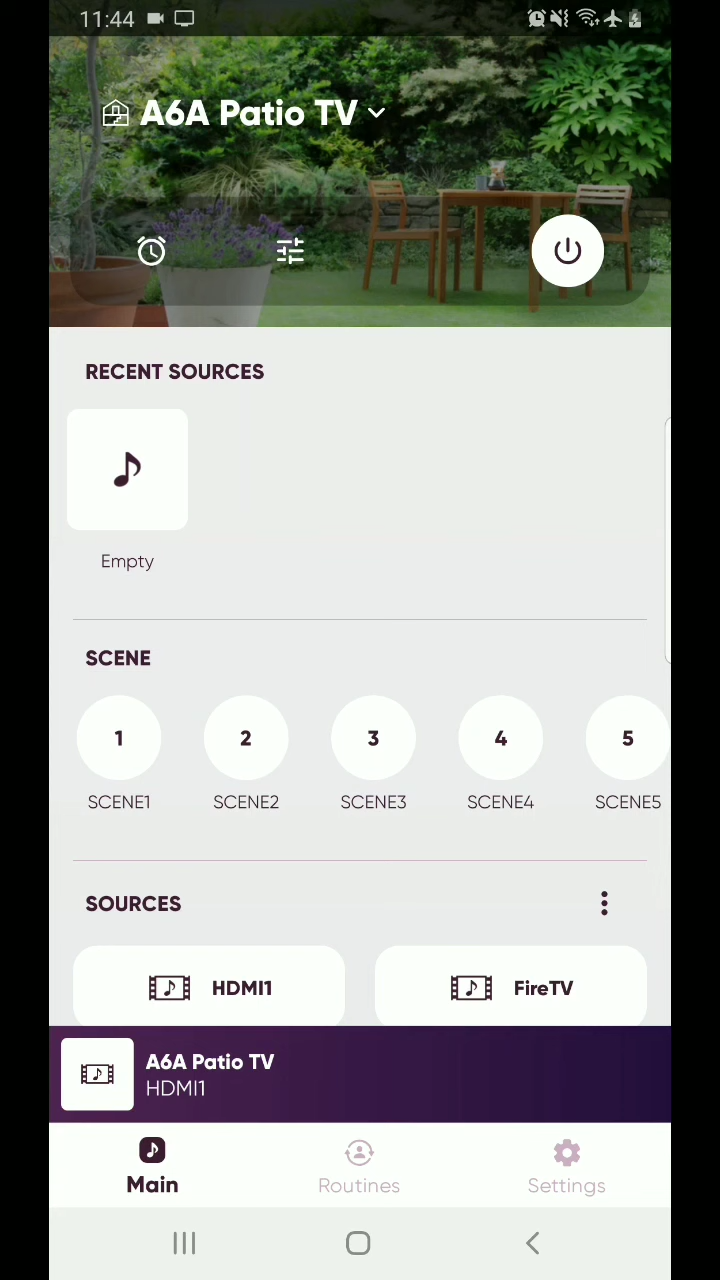 11:44
A6A Patio TV
RECENT SOURCES
Empty
SCENE
1 2 3 4 5
SCENE1 SCENE2 SCENE3 SCENE4 SCENE5
SOURCES
HDMI1 FireTV
A6A Patio TV
HDMI1
Main Routines Settings